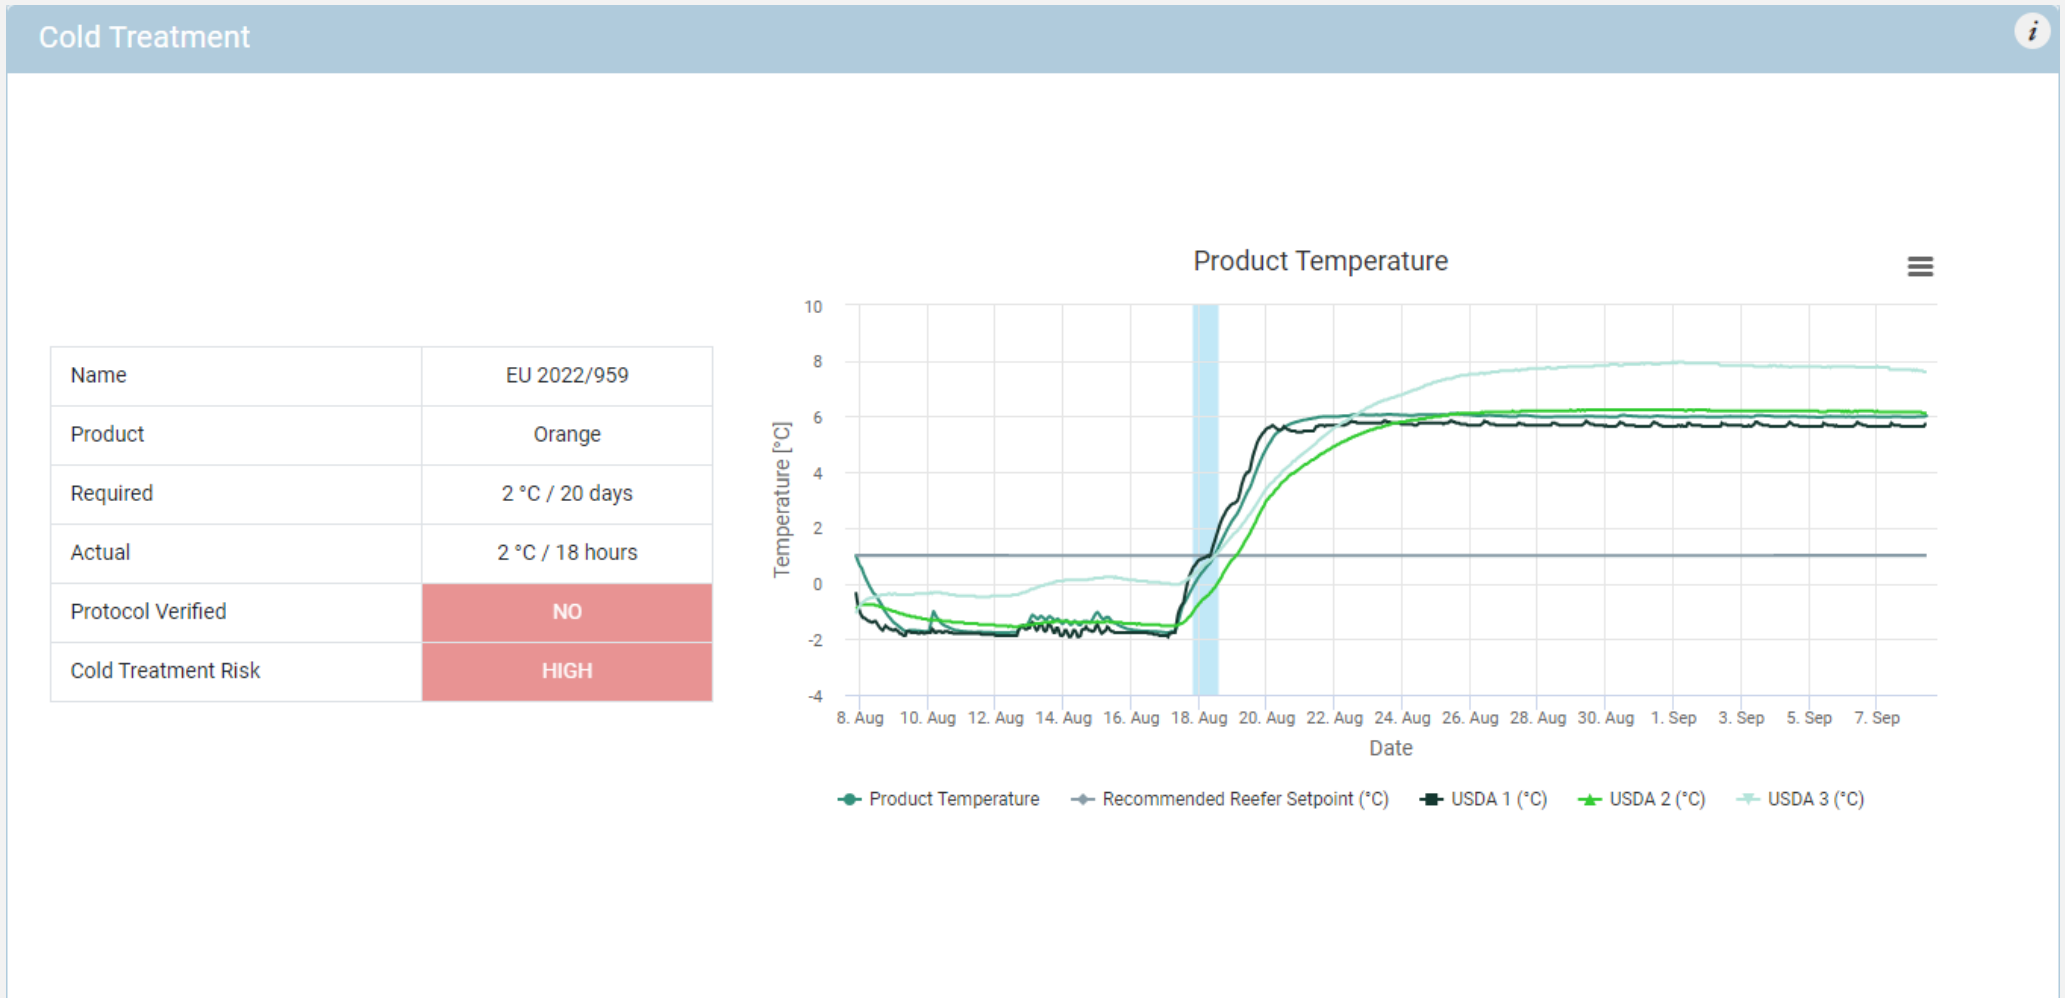 Cold Treatment
i
Name EU 2022/959
Product Orange
Required 2 °C / 20 days
Actual 2 °C / 18 hours
Protocol Verified NO
Cold Treatment Risk HIGH
Product Temperature
10
8
6
4
2
0
-2
-4
Temperature [°C]
8. Aug 10. Aug 12. Aug 14. Aug 16. Aug 18. Aug 20. Aug 22. Aug 24. Aug 26. Aug 28. Aug 30. Aug 1. Sep 3. Sep 5. Sep 7. Sep
Date
Product Temperature Recommended Reefer Setpoint (°C) USDA 1 (°C) USDA 2 (°C) USDA 3 (°C)